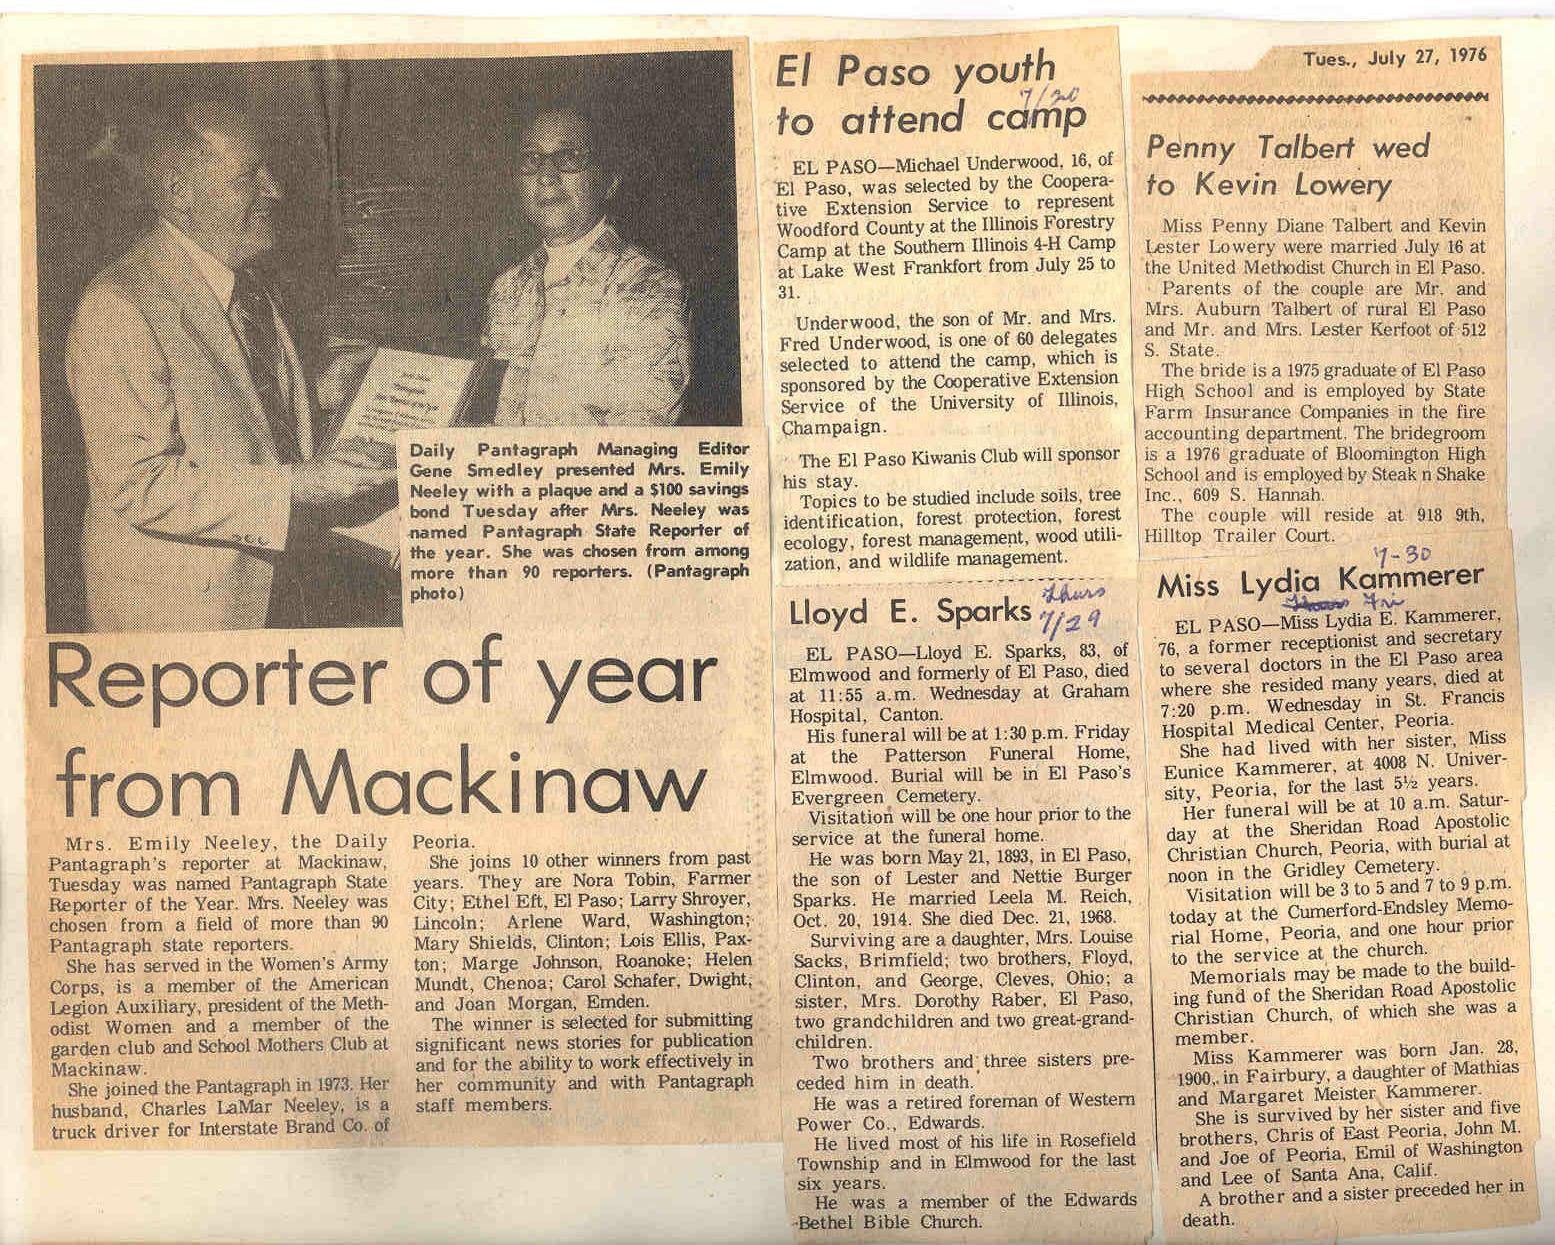 Daily Pantagraph Managing Editor
Gene Smedley presented Mrs. Emily
Neeley with a plaque and a $100 savings
bond Tuesday after Mrs. Neeley was
named Pantagraph State Reporter of
the year. She was chosen from among
more than 90 reporters. (Pantagraph
photo)
Reporter of year
from Mackinaw
Mrs. Emily Neeley, the Daily
Pantagraph's reporter at Mackinaw,
Tuesday was named Pantagraph State
Reporter of the Year. Mrs. Neeley was
chosen from a field of more than 90
Pantagraph state reporters.
She has served in the Women's Army
Corps, is a member of the American
Legion Auxiliary, president of the Meth-
odist Women and a member of the
garden club and School Mothers Club at
Mackinaw.
She joined the Pantagraph in 1973. Her
husband, Charles LaMar Neeley, is a
truck driver for Interstate Brand Co. of
Peoria.
She joins 10 other winners from past
years. They are Nora Tobin, Farmer
City; Ethel Eft, El Paso; Larry Shroyer,
Lincoln; Arlene Ward, Washington;
Mary Shields, Clinton; Lois Ellis, Pax-
ton; Marge Johnson, Roanoke; Helen
Mundt, Chenoa; Carol Schafer, Dwight,
and Joan Morgan, Emden.
The winner is selected for submitting
significant news stories for publication
and for the ability to work effectively in
her community and with Pantagraph
staff members.
El Paso youth
7/20
to attend camp
EL PASO—Michael Underwood, 16, of
El Paso, was selected by the Coopera-
tive Extension Service to represent
Woodford County at the Illinois Forestry
Camp at the Southern Illinois 4-H Camp
at Lake West Frankfort from July 25 to
31.
Underwood, the son of Mr. and Mrs.
Fred Underwood, is one of 60 delegates
selected to attend the camp, which is
sponsored by the Cooperative Extension
Service of the University of Illinois,
Champaign.
The El Paso Kiwanis Club will sponsor
his stay.
Topics to be studied include soils, tree
identification, forest protection, forest
ecology, forest management, wood utili-
zation, and wildlife management.
Lloyd E. Sparks
Thurs
7/29
EL PASO—Lloyd E. Sparks, 83, of
Elmwood and formerly of El Paso, died
at 11:55 a.m. Wednesday at Graham
Hospital, Canton.
His funeral will be at 1:30 p.m. Friday
at the Patterson Funeral Home,
Elmwood. Burial will be in El Paso's
Evergreen Cemetery.
Visitation will be one hour prior to the
service at the funeral home.
He was born May 21, 1893, in El Paso,
the son of Lester and Nettie Burger
Sparks. He married Leela M. Reich,
Oct. 20, 1914. She died Dec. 21, 1968.
Surviving are a daughter, Mrs. Louise
Sacks, Brimfield; two brothers, Floyd,
Clinton, and George, Cleves, Ohio; a
sister, Mrs. Dorothy Raber, El Paso,
two grandchildren and two great-grand-
children.
Two brothers and three sisters pre-
ceded him in death.
He was a retired foreman of Western
Power Co., Edwards.
He lived most of his life in Rosefield
Township and in Elmwood for the last
six years.
He was a member of the Edwards
Bethel Bible Church.
Tues., July 27, 1976
Penny Talbert wed
to Kevin Lowery
Miss Penny Diane Talbert and Kevin
Lester Lowery were married July 16 at
the United Methodist Church in El Paso.
Parents of the couple are Mr. and
Mrs. Auburn Talbert of rural El Paso
and Mr. and Mrs. Lester Kerfoot of 512
S. State.
The bride is a 1975 graduate of El Paso
High School and is employed by State
Farm Insurance Companies in the fire
accounting department. The bridegroom
is a 1976 graduate of Bloomington High
School and is employed by Steak n Shake
Inc., 609 S. Hannah.
The couple will reside at 918 9th,
Hilltop Trailer Court.
7-30
Miss Lydia Kammerer
Fri
EL PASO—Miss Lydia E. Kammerer,
76, a former receptionist and secretary
to several doctors in the El Paso area
where she resided many years, died at
7:20 p.m. Wednesday in St. Francis
Hospital Medical Center, Peoria.
She had lived with her sister, Miss
Eunice Kammerer, at 4008 N. Univer-
sity, Peoria, for the last 5½ years.
Her funeral will be at 10 a.m. Satur-
day at the Sheridan Road Apostolic
Christian Church, Peoria, with burial at
noon in the Gridley Cemetery.
Visitation will be 3 to 5 and 7 to 9 p.m.
today at the Cumerford-Endsley Memo-
rial Home, Peoria, and one hour prior
to the service at the church.
Memorials may be made to the build-
ing fund of the Sheridan Road Apostolic
Christian Church, of which she was a
member.
Miss Kammerer was born Jan. 28,
1900, in Fairbury, a daughter of Mathias
and Margaret Meister Kammerer.
She is survived by her sister and five
brothers, Chris of East Peoria, John M.
and Joe of Peoria, Emil of Washington
and Lee of Santa Ana, Calif.
A brother and a sister preceded her in
death.